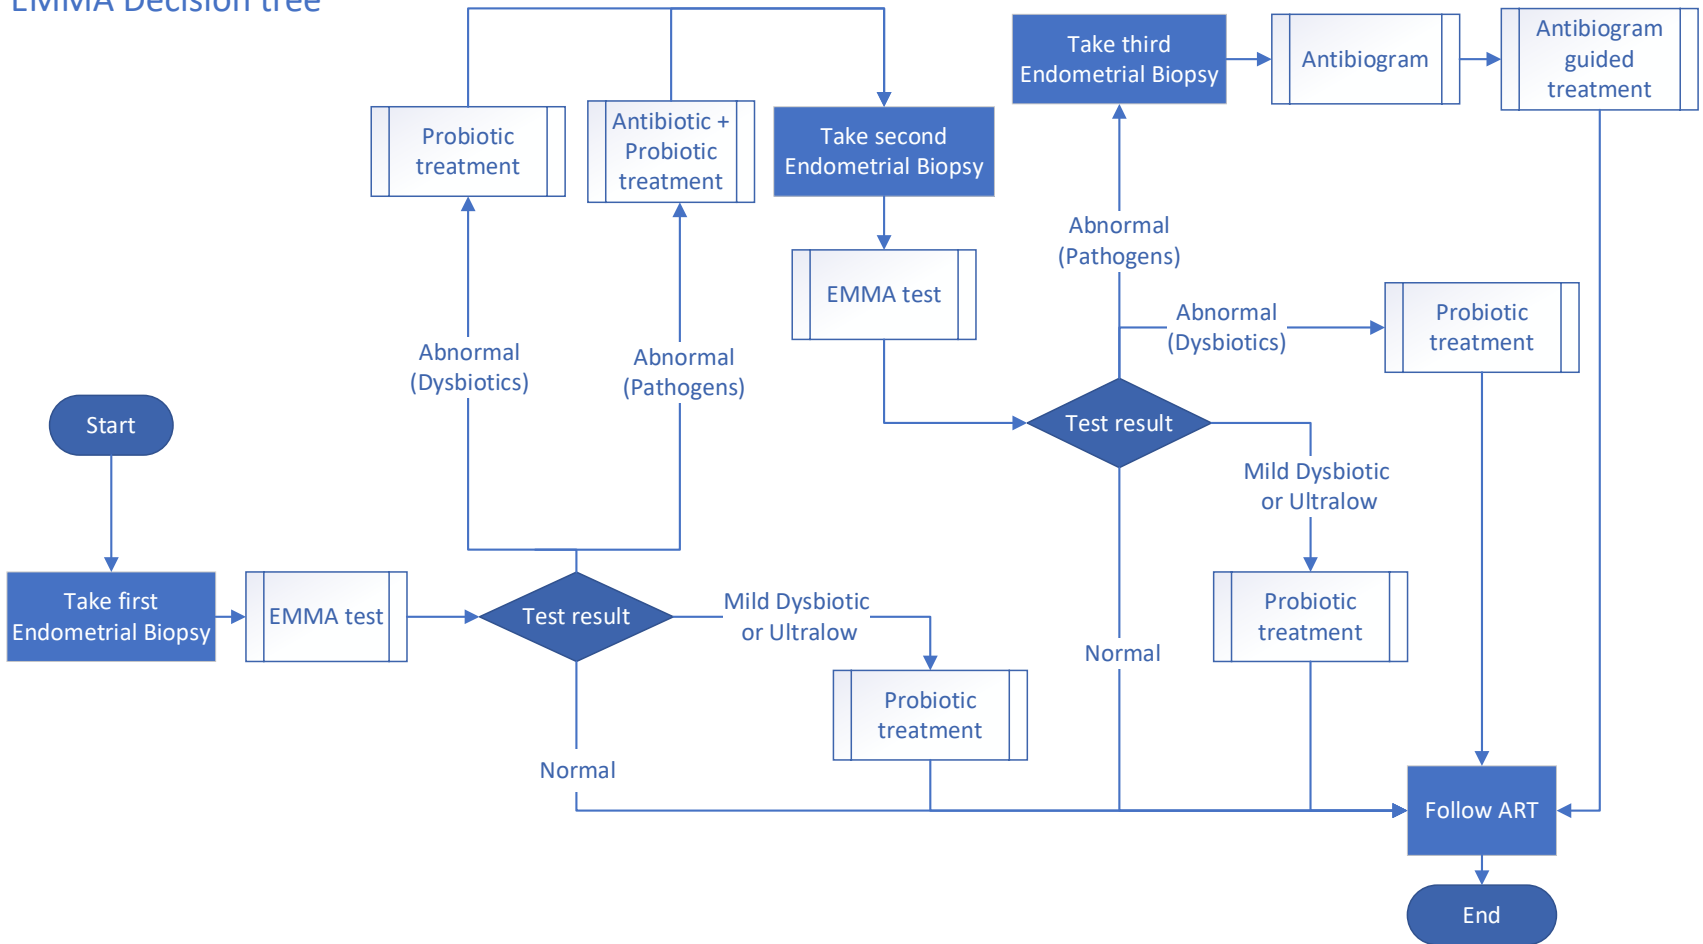 EMMA Decision tree
Take third
Endometrial Biopsy
Antibiogram
Antibiogram
guided
treatment
Probiotic
treatment
Antibiotic +
Probiotic
treatment
Take second
Endometrial Biopsy
Abnormal
(Pathogens)
EMMA test
Abnormal
(Dysbiotics)
Probiotic
treatment
Abnormal
(Dysbiotics)
Abnormal
(Pathogens)
Start
Test result
Mild Dysbiotic
or Ultralow
Take first
Endometrial Biopsy
EMMA test
Test result
Mild Dysbiotic
or Ultralow
Probiotic
treatment
Normal
Probiotic
treatment
Normal
Follow ART
End